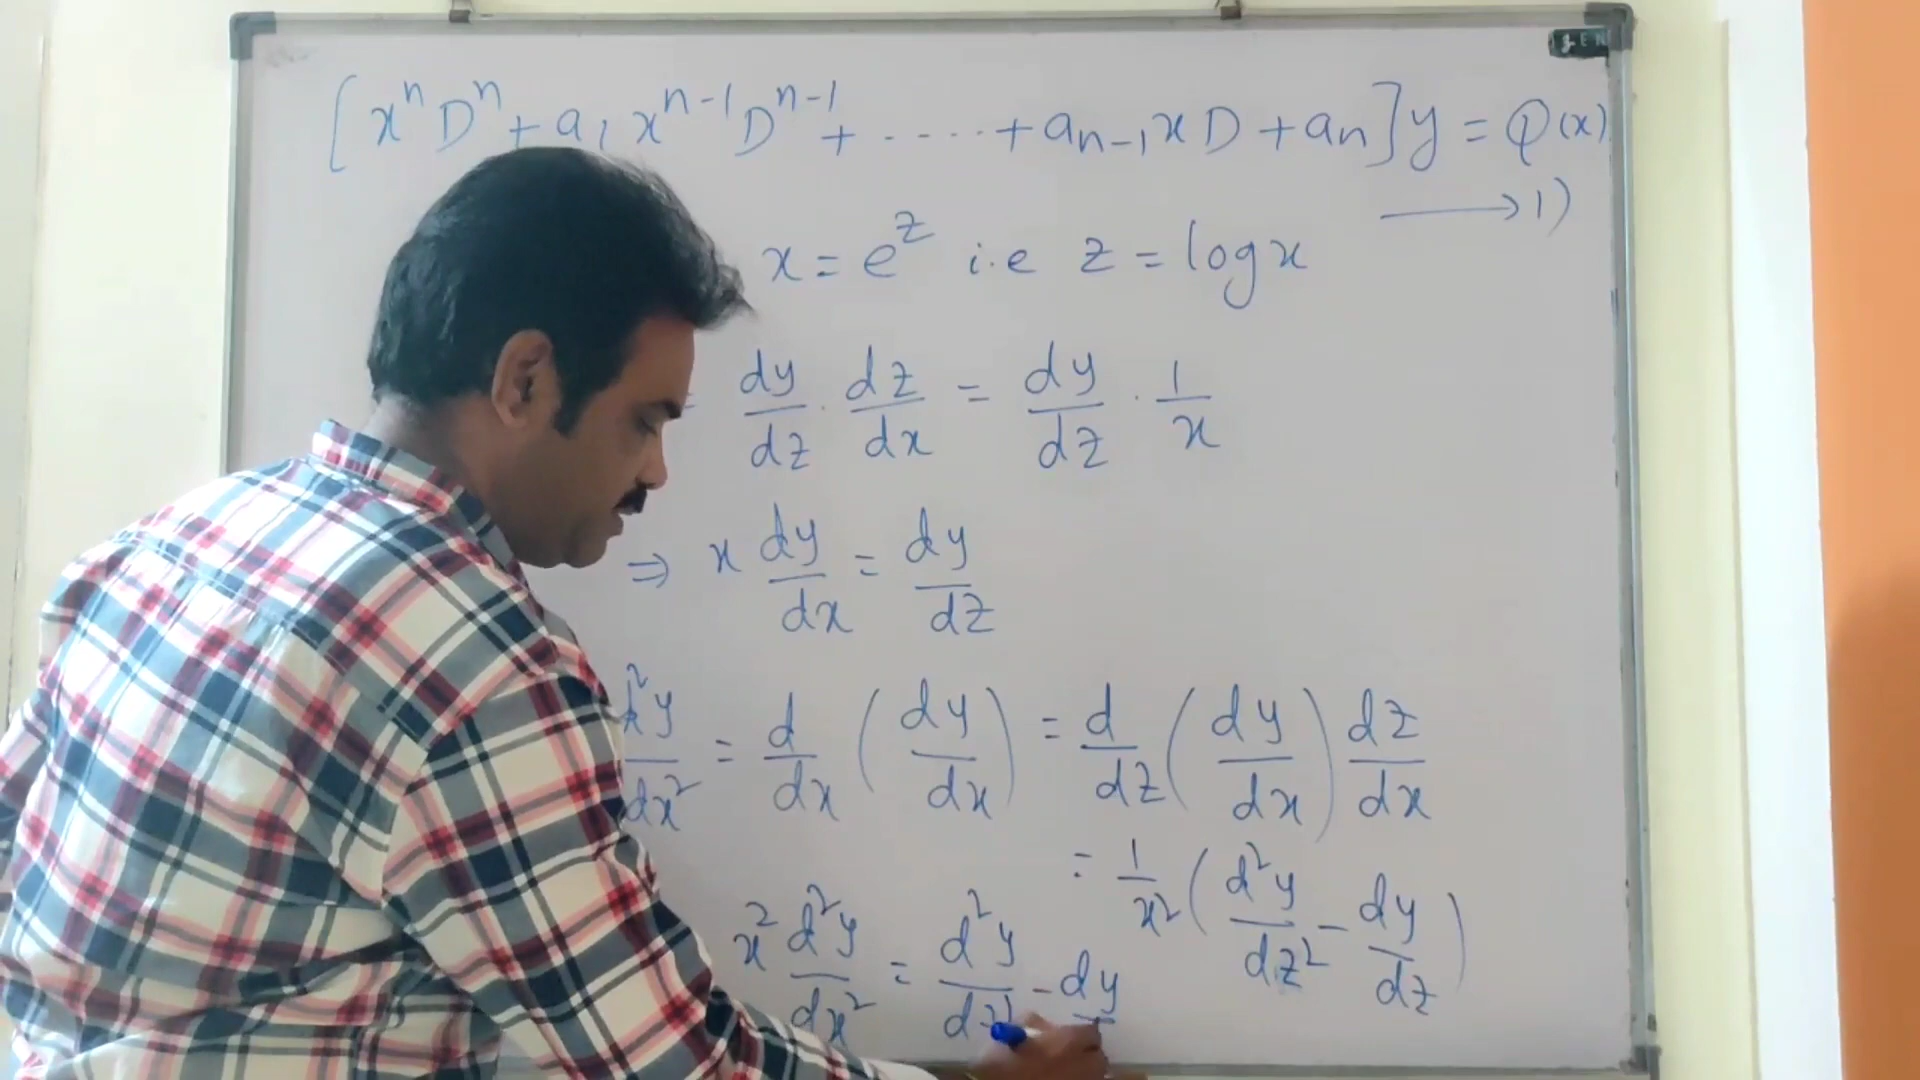 [xⁿDⁿ + a₁xⁿ⁻¹Dⁿ⁻¹ + ..... + aₙ₋₁xD + aₙ]y = Q(x)
⟶ 1)
x = e^z i.e z = log x
= dy/dz · dz/dx = dy/dz · 1/x
⇒ x dy/dx = dy/dz
d²y/dx² = d/dx (dy/dx) = d/dz (dy/dx) dz/dx
= 1/x² (d²y/dz² - dy/dz)
x² d²y/dx² = d²y/dz² - dy